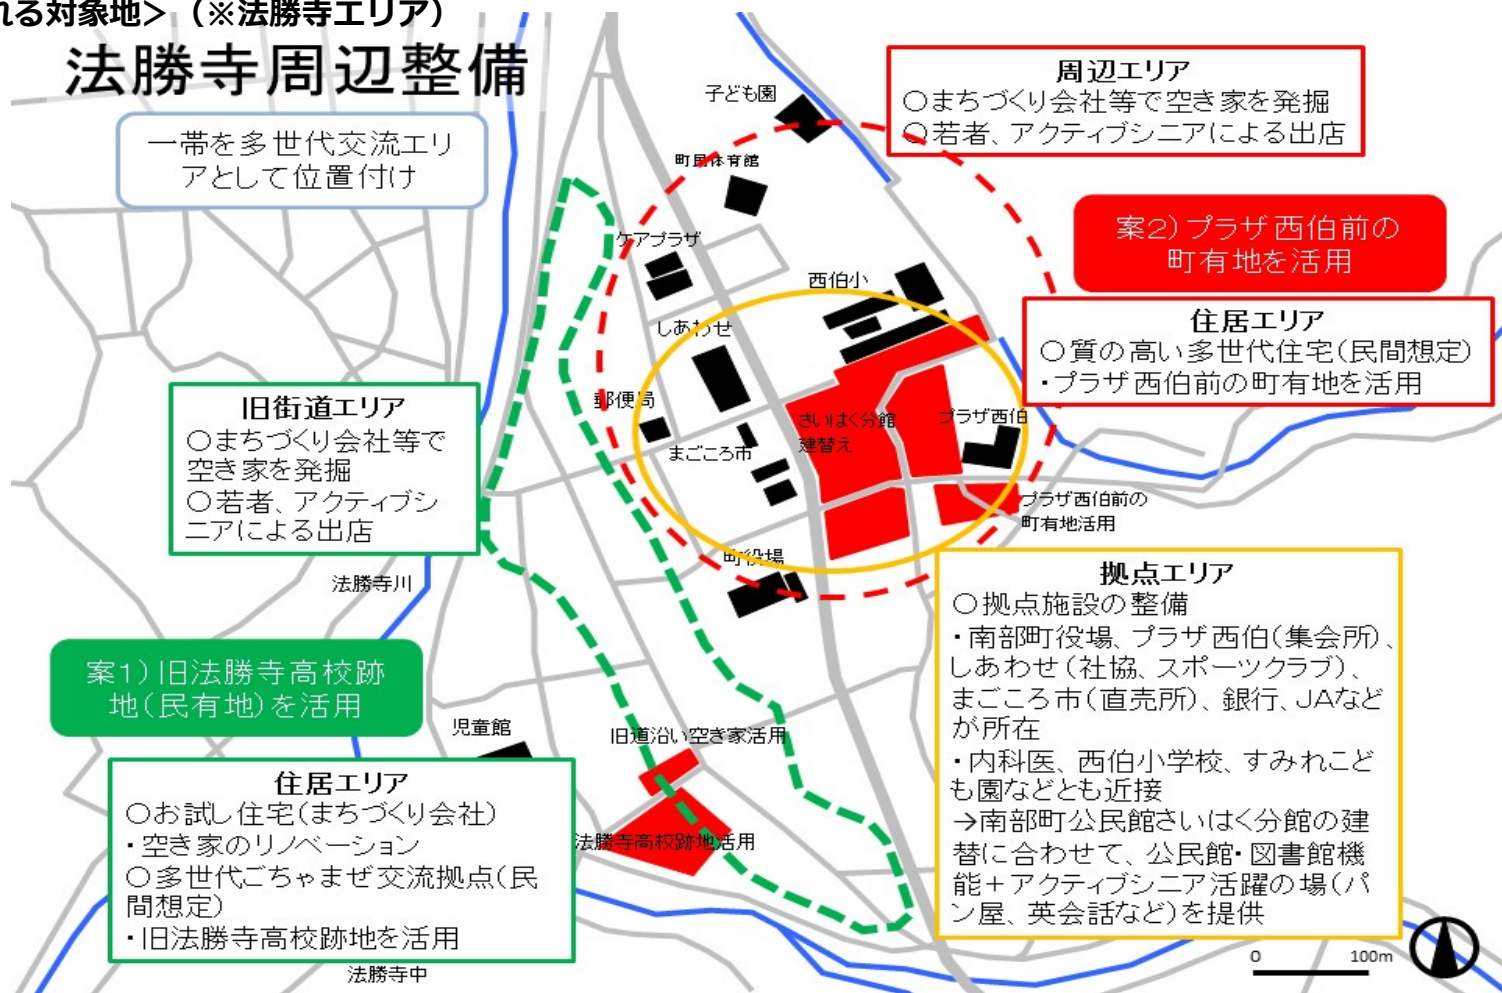 れる対象地＞（※法勝寺エリア）
法勝寺周辺整備
一帯を多世代交流エリ
アとして位置付け
子ども園
町民体育館
ケアプラザ
西伯小
しあわせ
郵便局
まごころ市
さいはく分館
建替え
プラザ西伯
プラザ西伯前の
町有地活用
町役場
法勝寺川
児童館
旧道沿い空き家活用
法勝寺高校跡地活用
法勝寺中
周辺エリア
○まちづくり会社等で空き家を発掘
○若者、アクティブシニアによる出店
案2）プラザ西伯前の
町有地を活用
住居エリア
○質の高い多世代住宅（民間想定）
・プラザ西伯前の町有地を活用
旧街道エリア
○まちづくり会社等で
空き家を発掘
○若者、アクティブシ
ニアによる出店
案1）旧法勝寺高校跡
地（民有地）を活用
住居エリア
○お試し住宅（まちづくり会社）
・空き家のリノベーション
○多世代ごちゃまぜ交流拠点（民
間想定）
・旧法勝寺高校跡地を活用
拠点エリア
○拠点施設の整備
・南部町役場、プラザ西伯（集会所）、
しあわせ（社協、スポーツクラブ）、
まごころ市（直売所）、銀行、JAなど
が所在
・内科医、西伯小学校、すみれこど
も園などとも近接
→南部町公民館さいはく分館の建
替に合わせて、公民館・図書館機
能＋アクティブシニア活躍の場（パ
ン屋、英会話など）を提供
0 100m